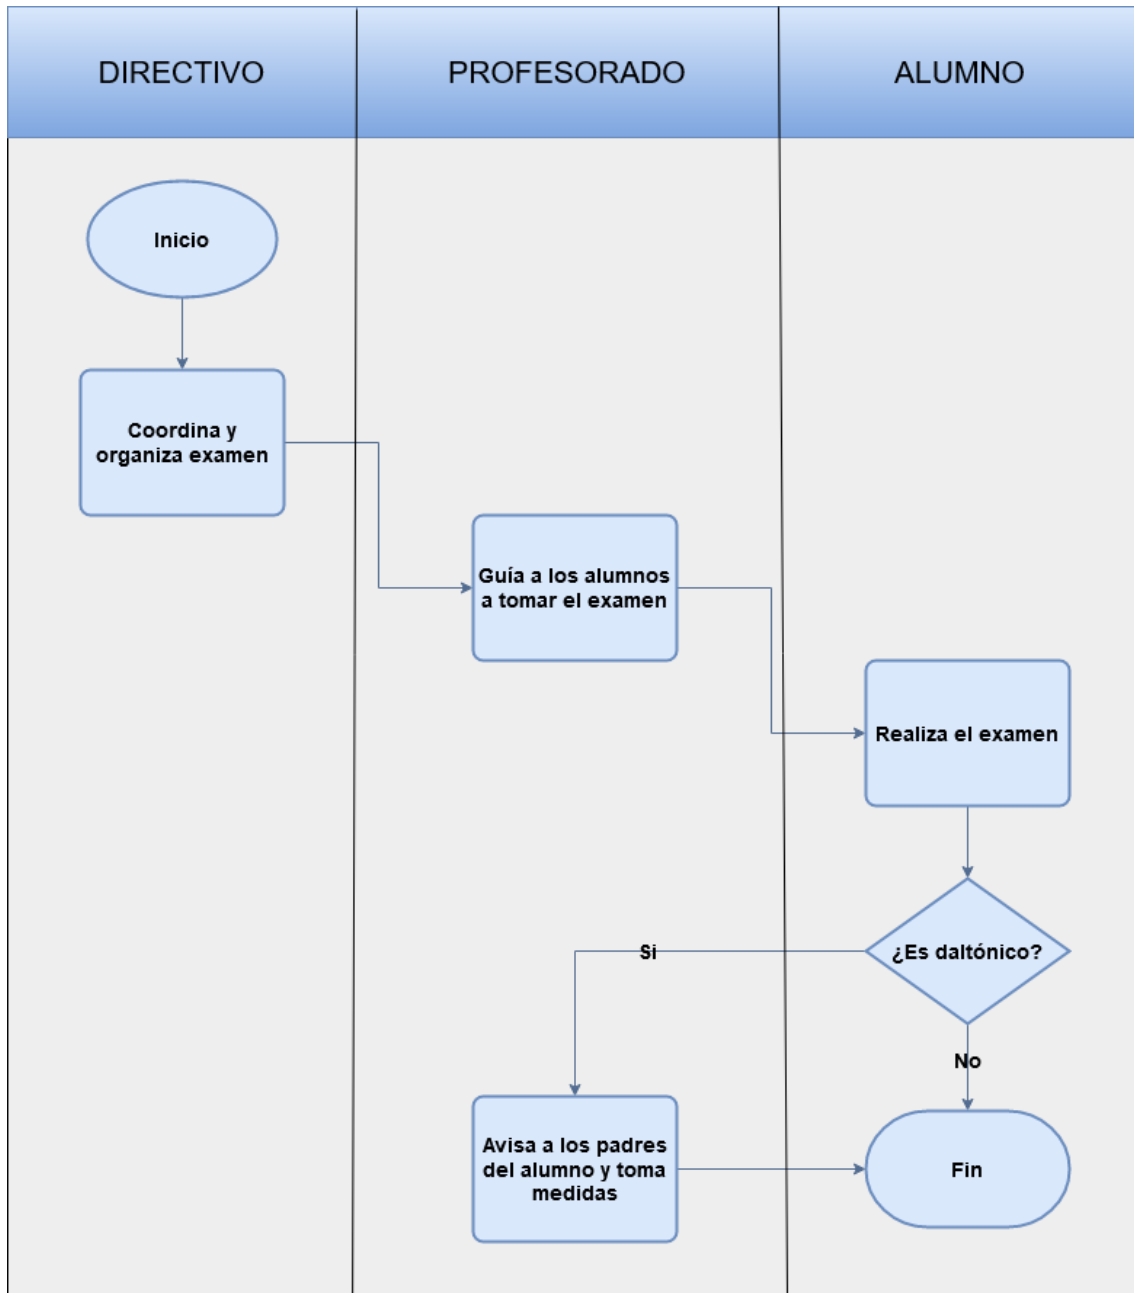 DIRECTIVO
PROFESORADO
ALUMNO
Inicio
Coordina y
organiza examen
Guía a los alumnos
a tomar el examen
Realiza el examen
¿Es daltónico?
Si
No
Avisa a los padres
del alumno y toma
medidas
Fin